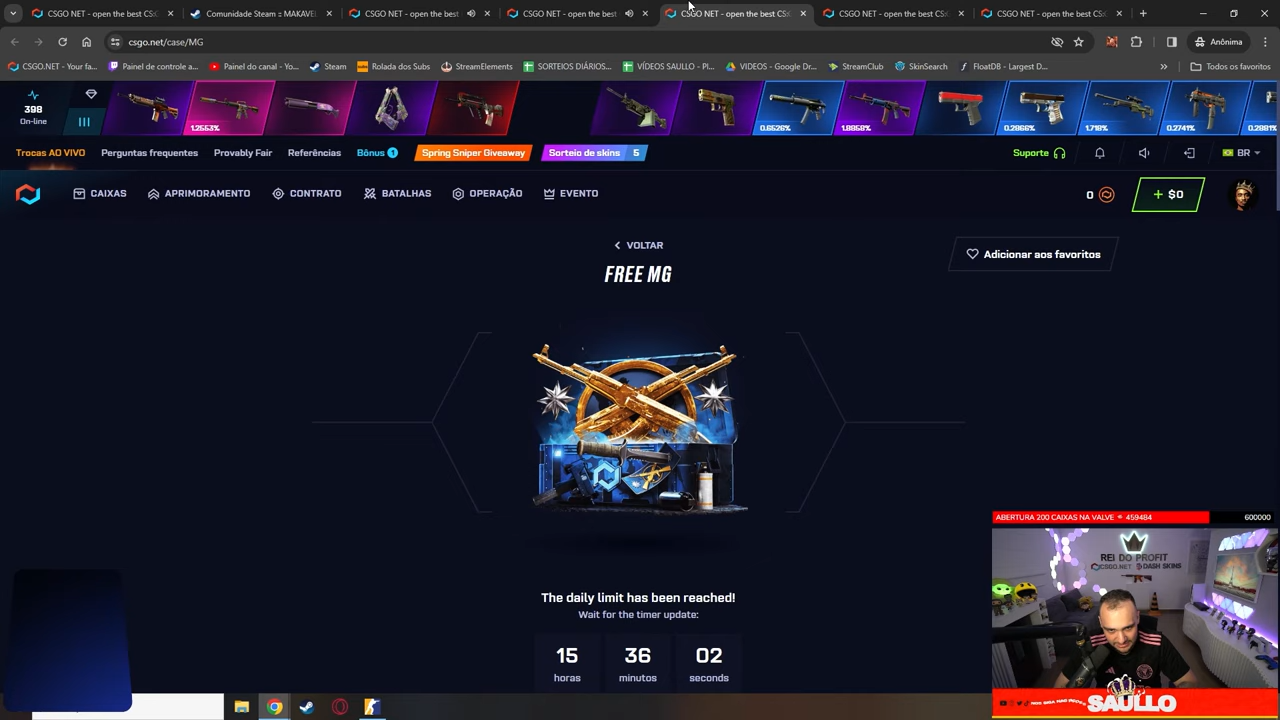 CSGO NET - open the best CS
Comunidade Steam :: MAKAVEL
CSGO NET - open the best
CSGO NET - open the best
CSGO NET - open the best CS
CSGO NET - open the best CS
CSGO NET - open the best CS
csgo.net/case/MG
Anônima
CSGO.NET - Your fa...
Painel de controle a...
Painel do canal - Yo...
Steam
Rolada dos Subs
StreamElements
SORTEIOS DIÁRIOS...
VÍDEOS SAULLO - Pl...
VIDEOS - Google Dr...
StreamClub
SkinSearch
FloatDB - Largest D...
Todos os favoritos
398
On-line
1.2553%
0.6526%
1.8858%
0.2866%
1.718%
0.2741%
Trocas AO VIVO
Perguntas frequentes
Provably Fair
Referências
Bônus 1
Spring Sniper Giveaway
Sorteio de skins 5
Suporte
BR
CAIXAS
APRIMORAMENTO
CONTRATO
BATALHAS
OPERAÇÃO
EVENTO
0
+ $0
VOLTAR
Adicionar aos favoritos
FREE MG
The daily limit has been reached!
Wait for the timer update:
15
36
02
horas
minutos
seconds
ABERTURA 200 CAIXAS NA VALVE
459484
600000
REI DO PROFIT
CSGO.NET
DASH SKINS
SAULLO